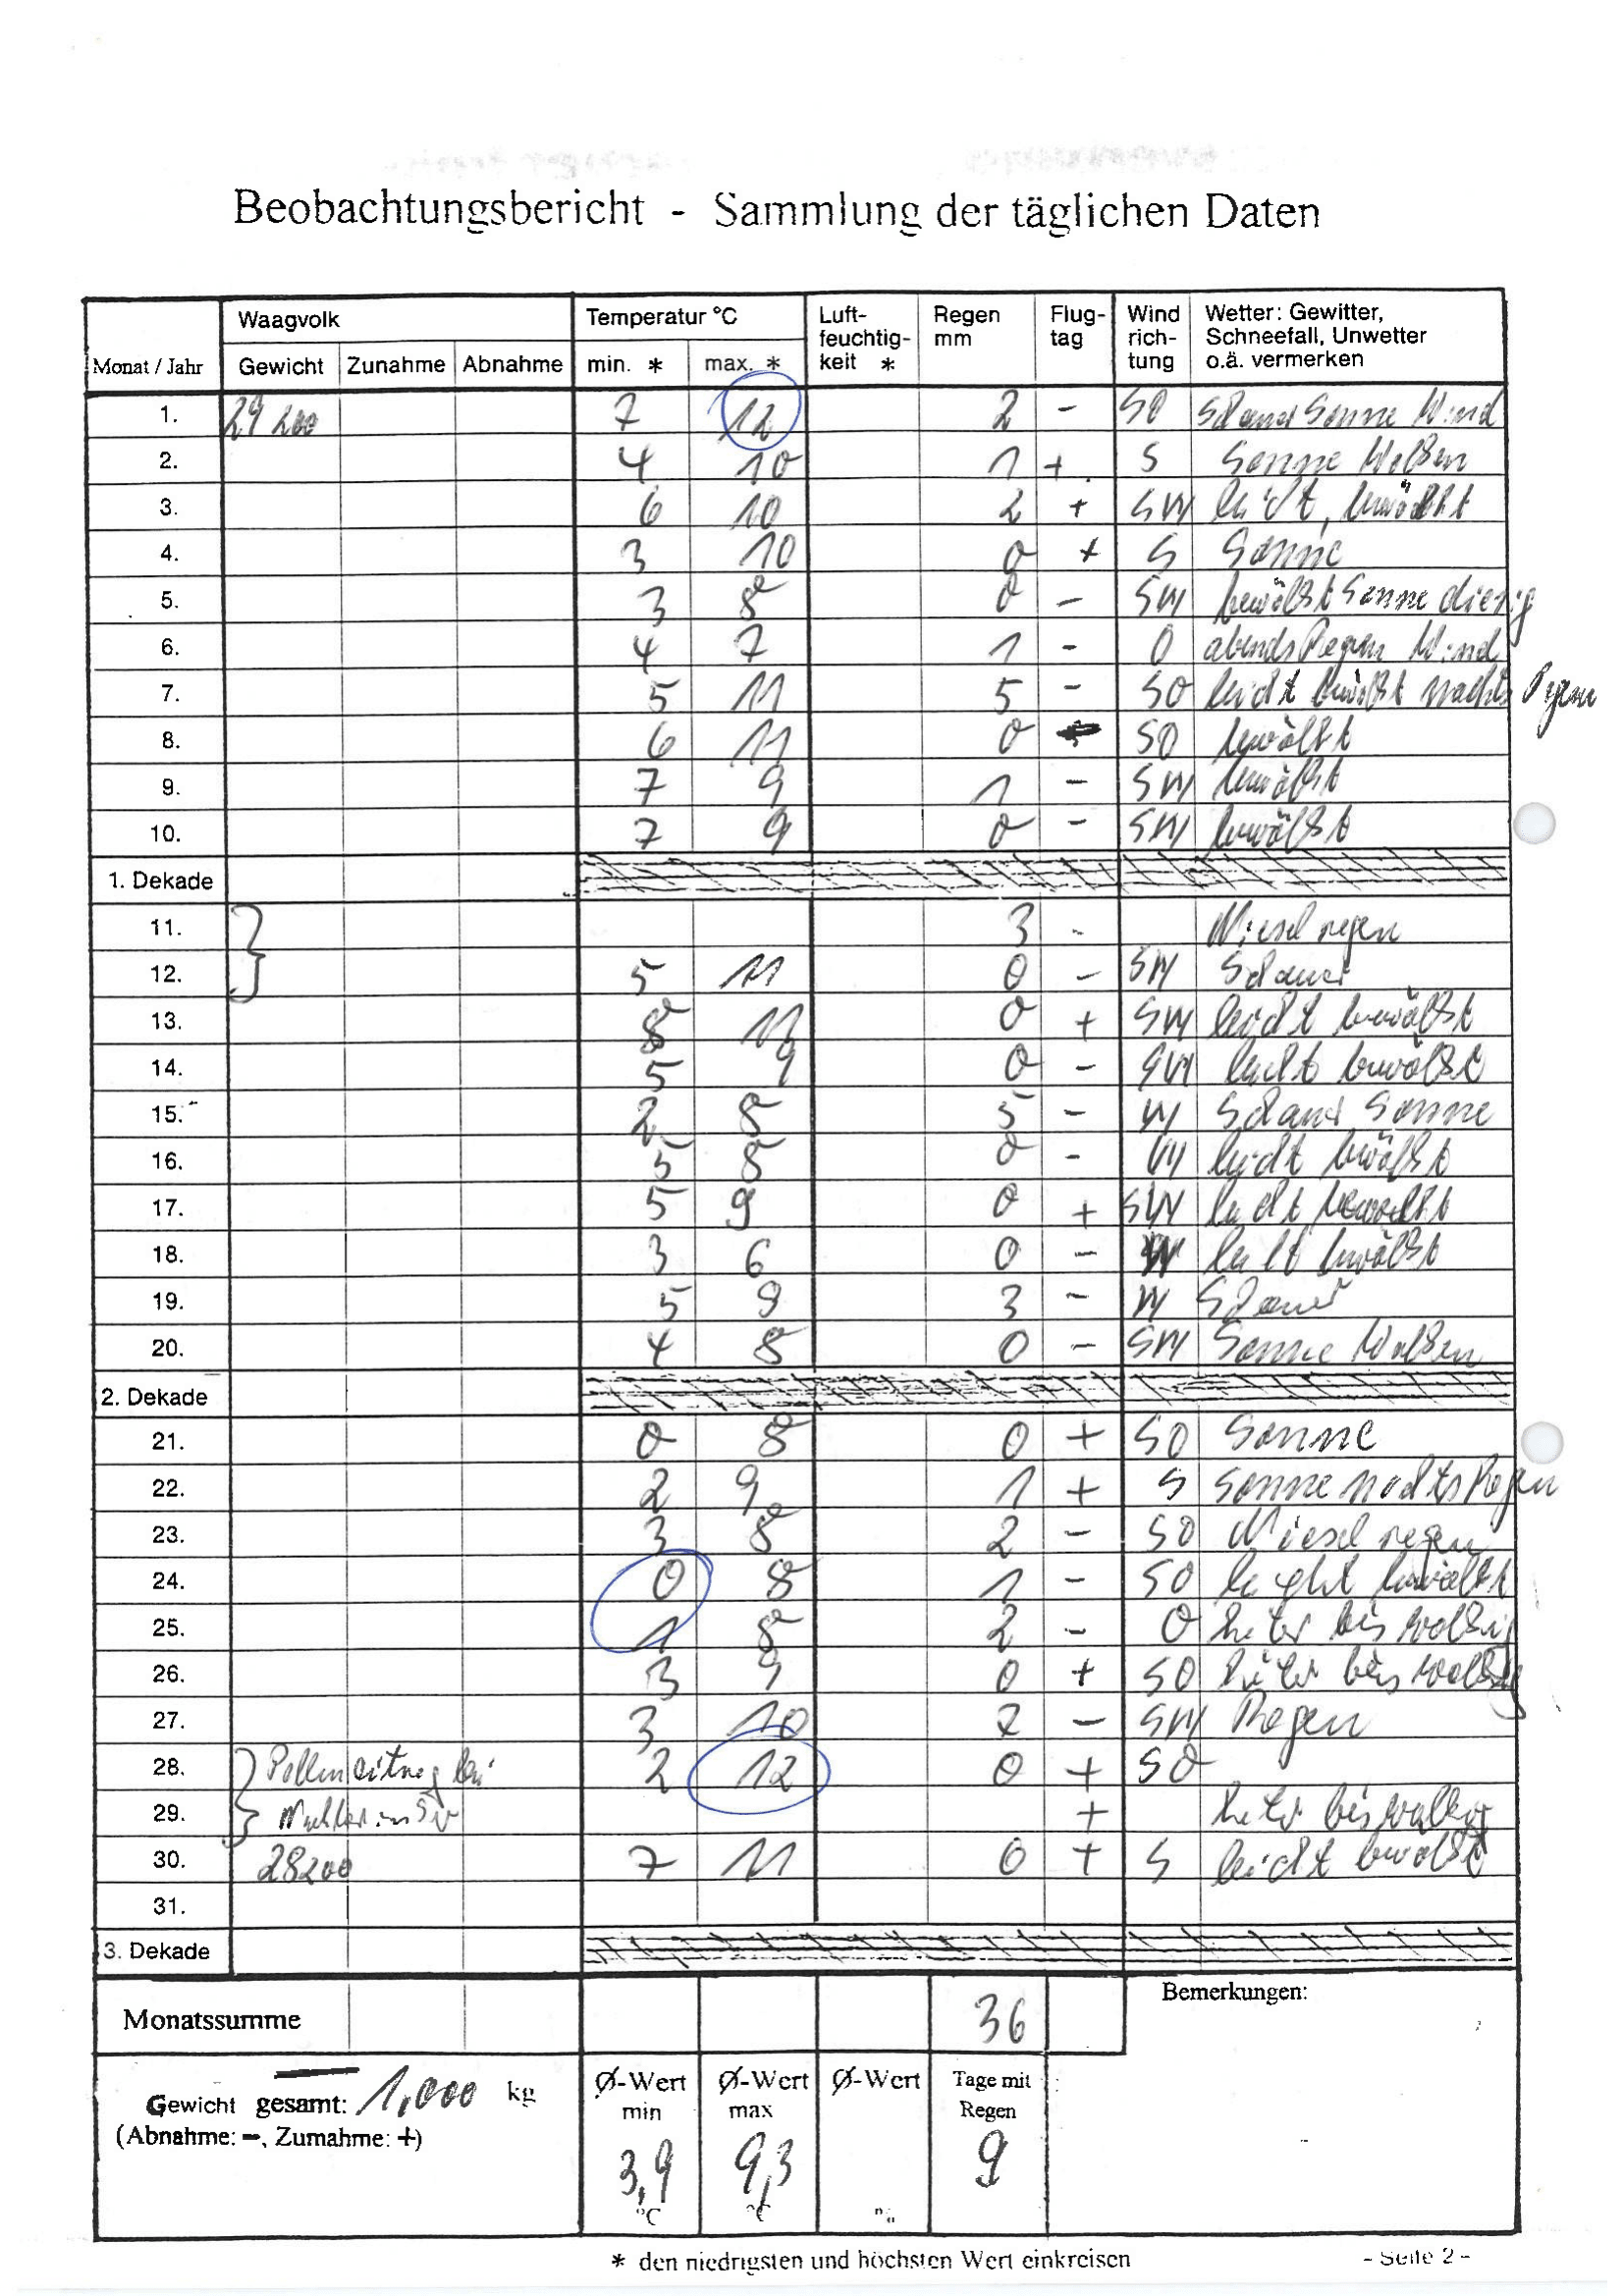 Beobachtungsbericht - Sammlung der täglichen Daten
Monat / Jahr Waagvolk Temperatur °C Luft-feuchtig-keit * Regen mm Flug-tag Wind rich-tung Wetter: Gewitter, Schneefall, Unwetter o.ä. vermerken
Gewicht Zunahme Abnahme min. * max. *
1. 29 200 7 12 2 - SO Schauer Sonne Wind
2. 4 10 1 + S Sonne Wolken
3. 6 10 2 + SW leicht, bewölkt
4. 3 10 0 + S Sonne
5. 3 8 0 - SW bewölkt Sonne diesig
6. 4 7 1 - O abends Regen Wind
7. 5 11 5 - SO leicht bewölkt nachts Regen
8. 6 11 0 SO bewölkt
9. 7 9 1 - SW bewölkt
10. 7 9 0 - SW bewölkt
1. Dekade
11. 3 - Nieselregen
12. 5 11 0 - SW Schauer
13. 8 11 0 + SW leicht bewölkt
14. 5 9 0 - SW leicht bewölkt
15. 2 8 5 - W Schauer Sonne
16. 5 8 0 - W leicht bewölkt
17. 5 9 0 + SW leicht bewölkt
18. 3 6 0 - W leicht bewölkt
19. 5 9 3 - W Schauer
20. 4 8 0 - SW Sonne Wolken
2. Dekade
21. 0 8 0 + SO Sonne
22. 2 9 1 + S Sonne nachts Regen
23. 3 8 2 - SO Nieselregen
24. 0 8 1 - SO leicht bewölkt
25. 1 8 2 - O heiter bis wolkig
26. 3 9 0 + SO heiter bis wolkig
27. 3 10 7 - SW Regen
28. Polleneitrag bei 2 12 0 + SO
29. + heiter bis wolkig
30. 28200 7 11 0 + S leicht bewölkt
31.
3. Dekade
Monatssumme 36 Bemerkungen:
Gewicht gesamt: 1,000 kg
(Abnahme: -, Zumahme: +)
Ø-Wert min 3,9 °C
Ø-Wert max 9,3 °C
Ø-Wert
Tage mit Regen 9
* den niedrigsten und höchsten Wert einkreisen
- Seite 2 -